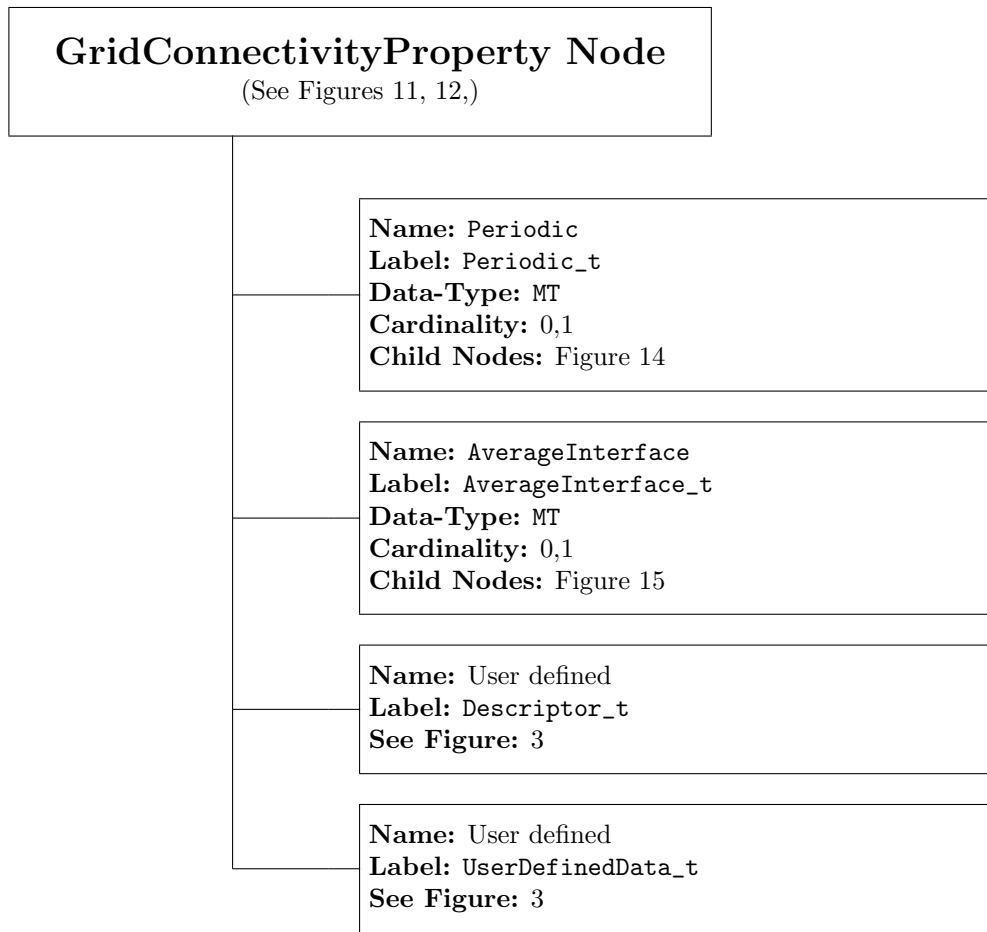 GridConnectivityProperty Node
(See Figures 11, 12,)
Name: Periodic
Label: Periodic_t
Data-Type: MT
Cardinality: 0,1
Child Nodes: Figure 14
Name: AverageInterface
Label: AverageInterface_t
Data-Type: MT
Cardinality: 0,1
Child Nodes: Figure 15
Name: User defined
Label: Descriptor_t
See Figure: 3
Name: User defined
Label: UserDefinedData_t
See Figure: 3